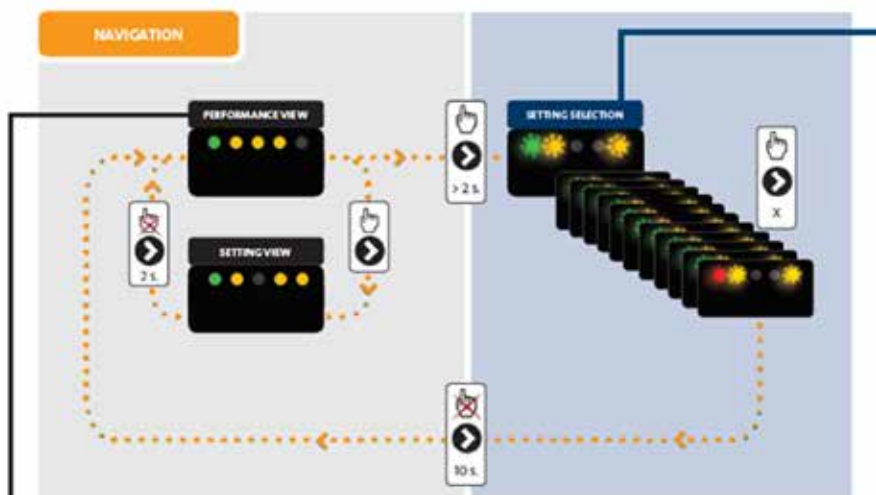 NAVIGATION
PERFORMANCE VIEW
SETTING SELECTION
> 2 s.
X
2 s.
SETTING VIEW
10 s.